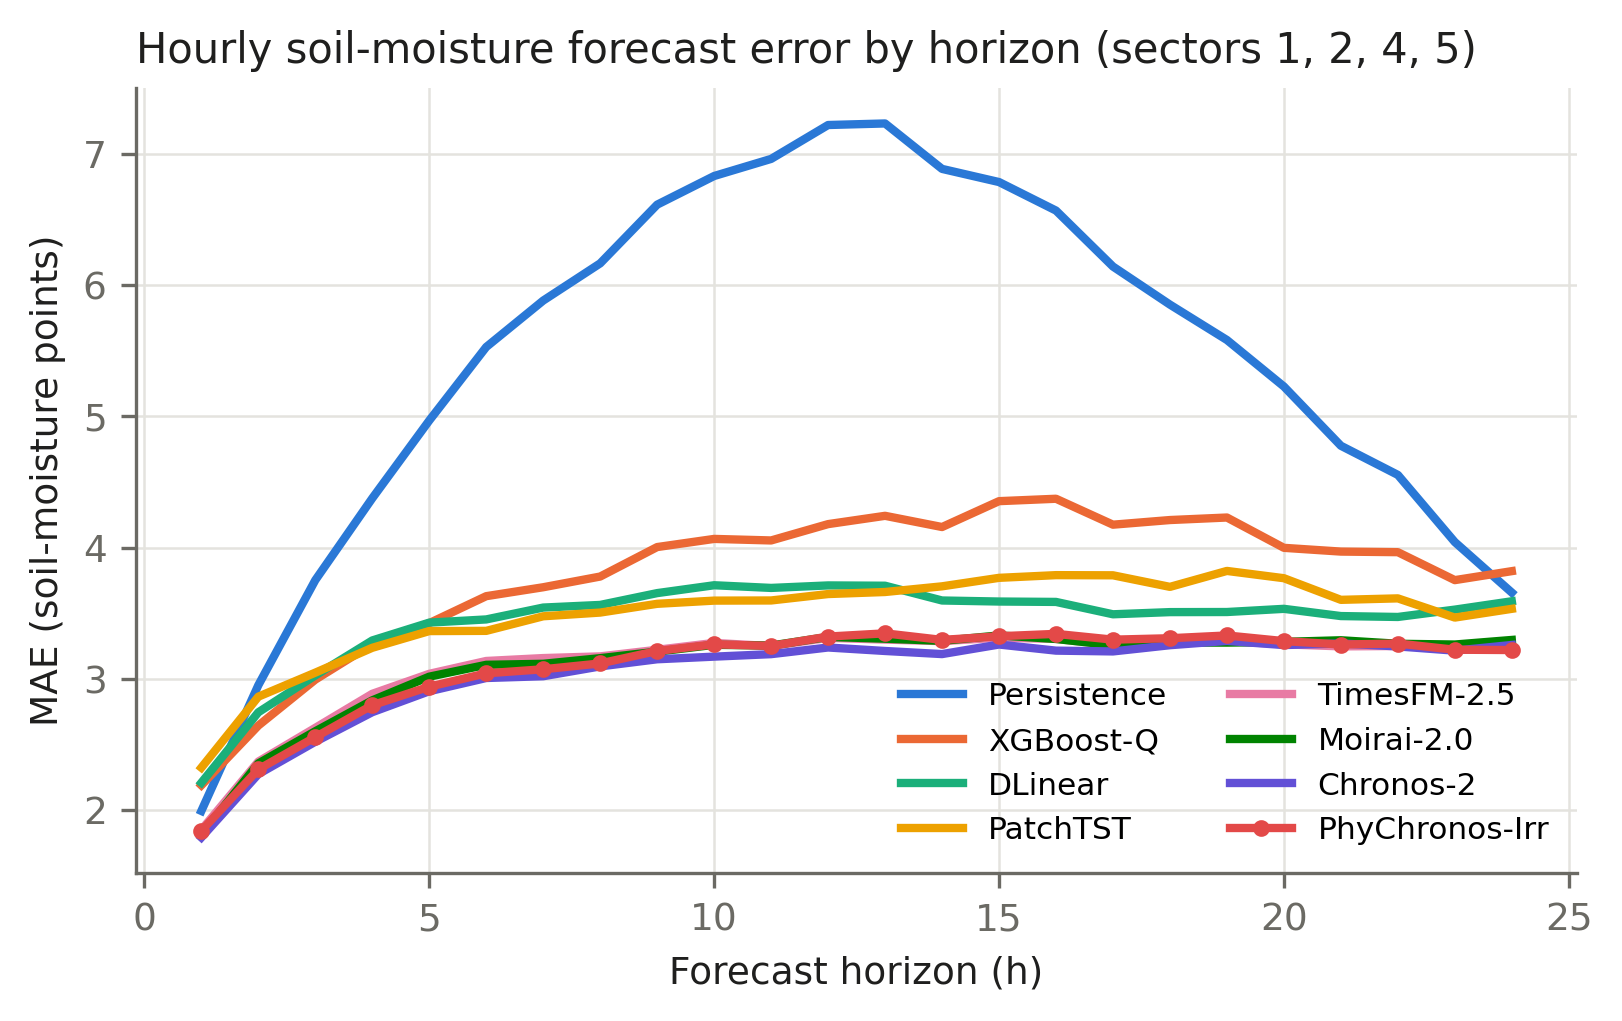 Hourly soil-moisture forecast error by horizon (sectors 1, 2, 4, 5)
MAE (soil-moisture points)
7
6
5
4
3
2
Persistence
XGBoost-Q
DLinear
PatchTST
TimesFM-2.5
Moirai-2.0
Chronos-2
PhyChronos-Irr
0 5 10 15 20 25
Forecast horizon (h)